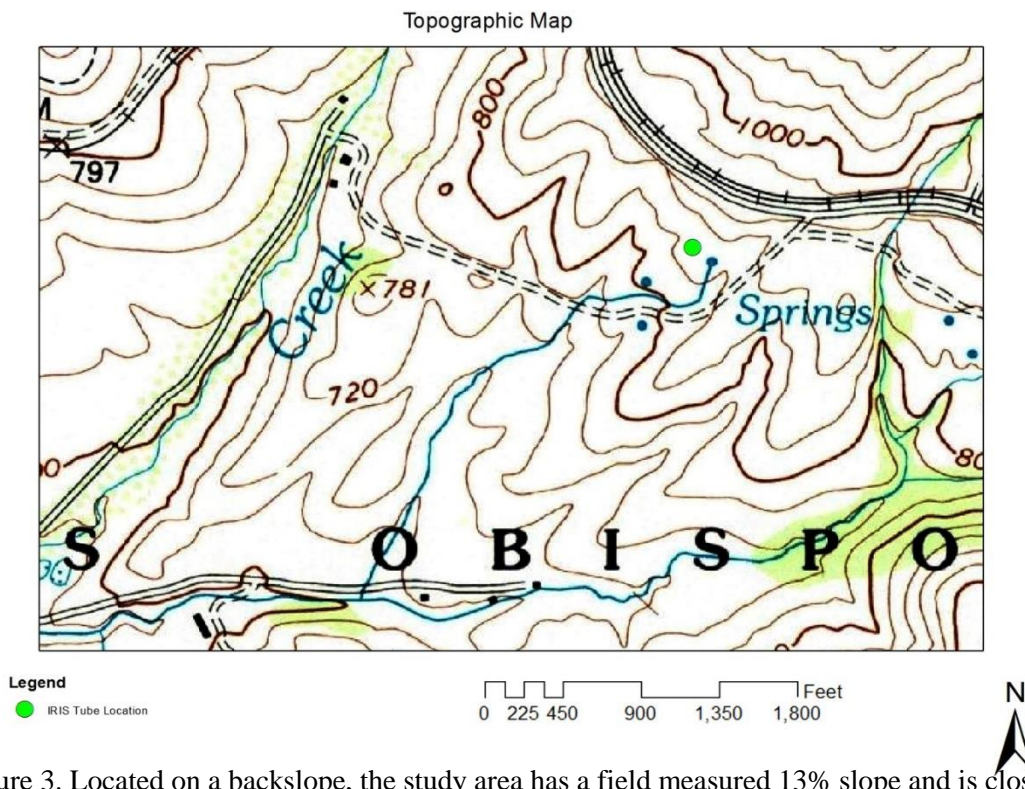 Topographic Map
M
797
800
1000
Creek
781
Springs
720
80
S O B I S P O
Legend
IRIS Tube Location
Feet
0 225 450 900 1,350 1,800
N
ure 3. Located on a backslope, the study area has a field measured 13% slope and is clos